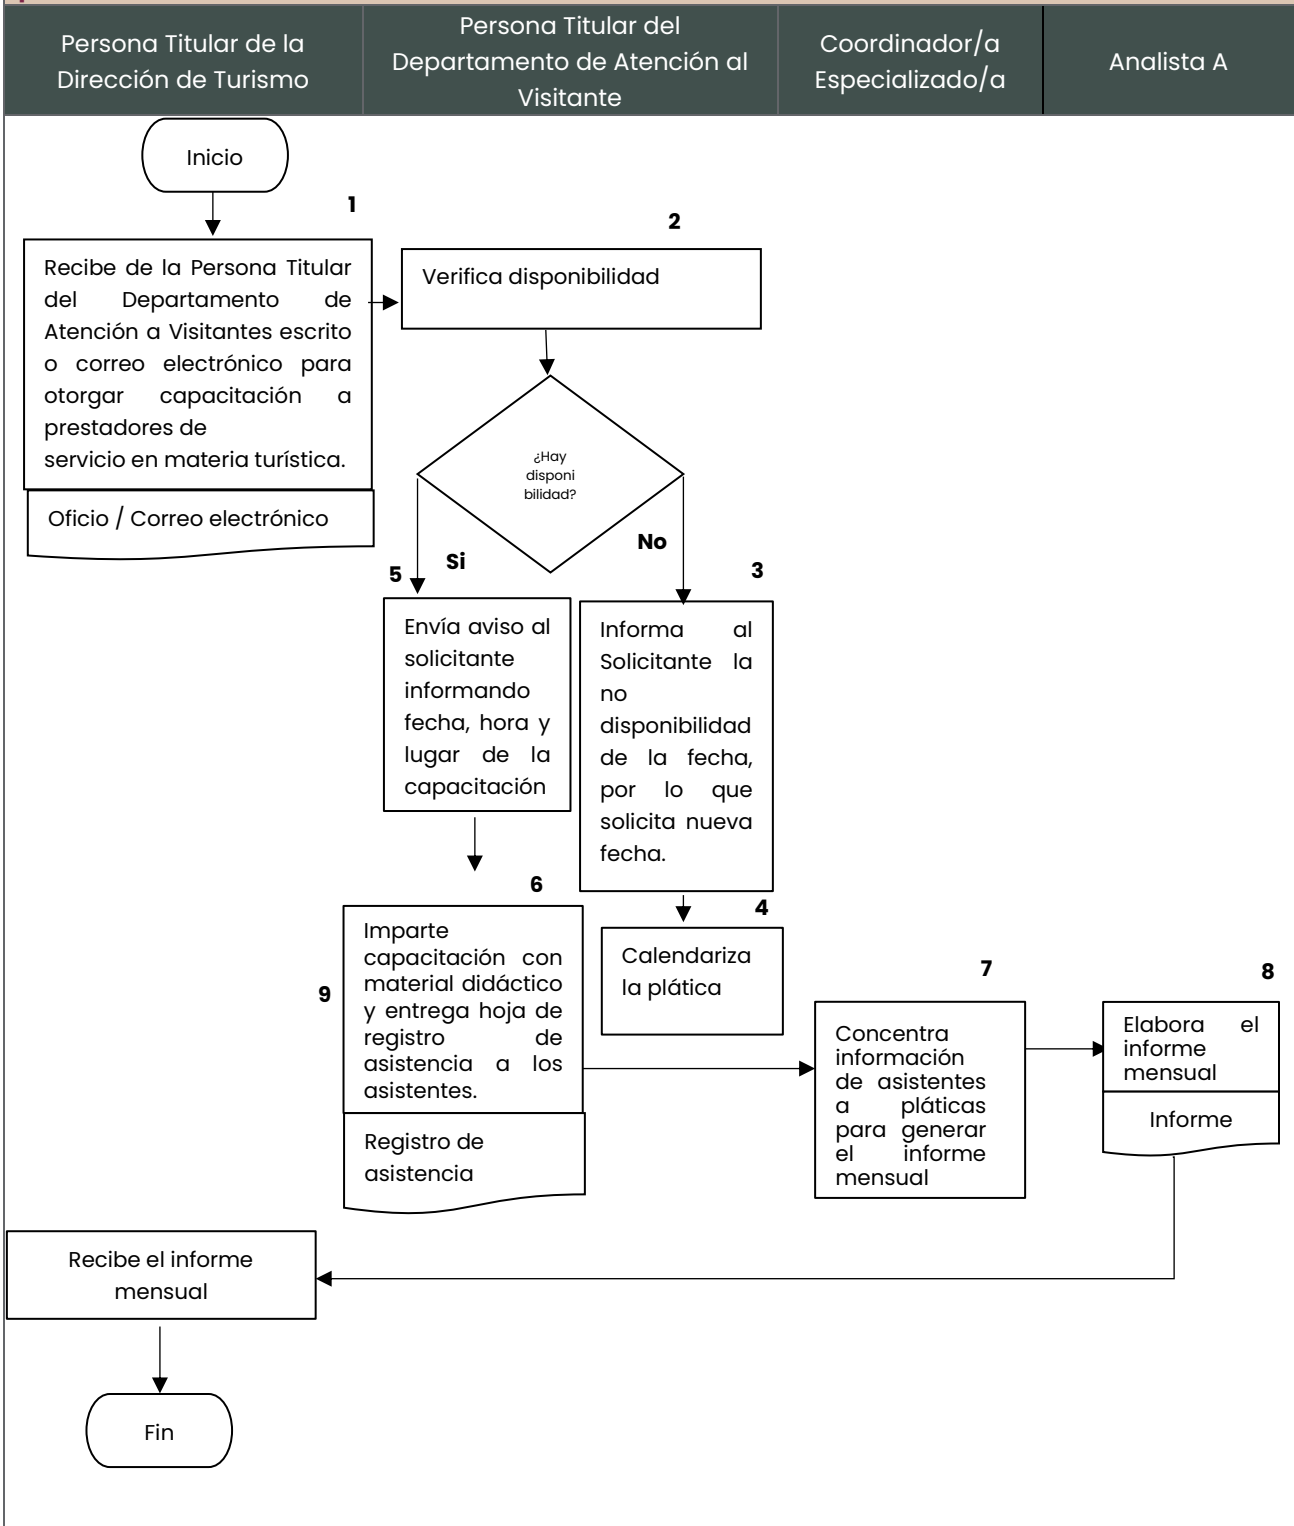 Persona Titular de la
Dirección de Turismo
Persona Titular del
Departamento de Atención al
Visitante
Coordinador/a
Especializado/a
Analista A
Inicio
1
Recibe de la Persona Titular
del Departamento de
Atención a Visitantes escrito
o correo electrónico para
otorgar capacitación a
prestadores de
servicio en materia turística.
Oficio / Correo electrónico
2
Verifica disponibilidad
¿Hay
disponi
bilidad?
Si
No
5
Envía aviso al
solicitante
informando
fecha, hora y
lugar de la
capacitación
3
Informa al
Solicitante la
no
disponibilidad
de la fecha,
por lo que
solicita nueva
fecha.
4
Calendariza
la plática
6
Imparte
capacitación con
material didáctico
y entrega hoja de
registro de
asistencia a los
asistentes.
Registro de
asistencia
7
Concentra
información
de asistentes
a pláticas
para generar
el informe
mensual
8
Elabora el
informe
mensual
Informe
9
Recibe el informe
mensual
Fin